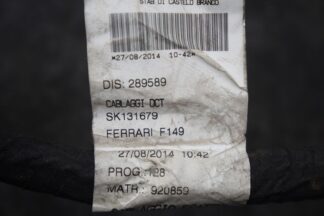 STAB DI CASTELO BRANCO
*27/08/2014 10-42*
DIS: 289589
CABLAGGI DCT
SK131679
FERRARI F149
27/08/2014 10:42
PROG :128
MATR: 920859